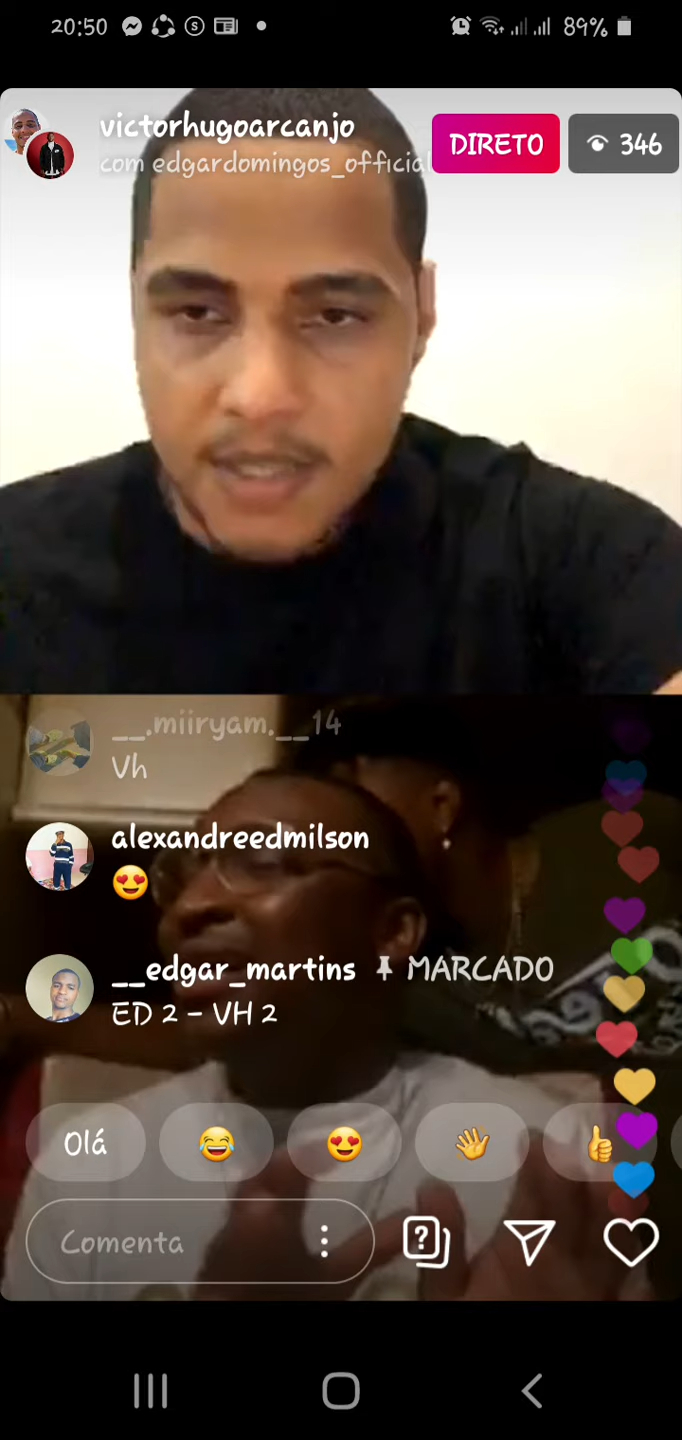 20:50
89%
victorhugoarcanjo
com edgardomingos_official
DIRETO
346
__.miiryam.__14
Vh
alexandreedmilson
😍
__edgar_martins MARCADO
ED 2 - VH 2
Olá 😂 😍 👋 👍
Comenta